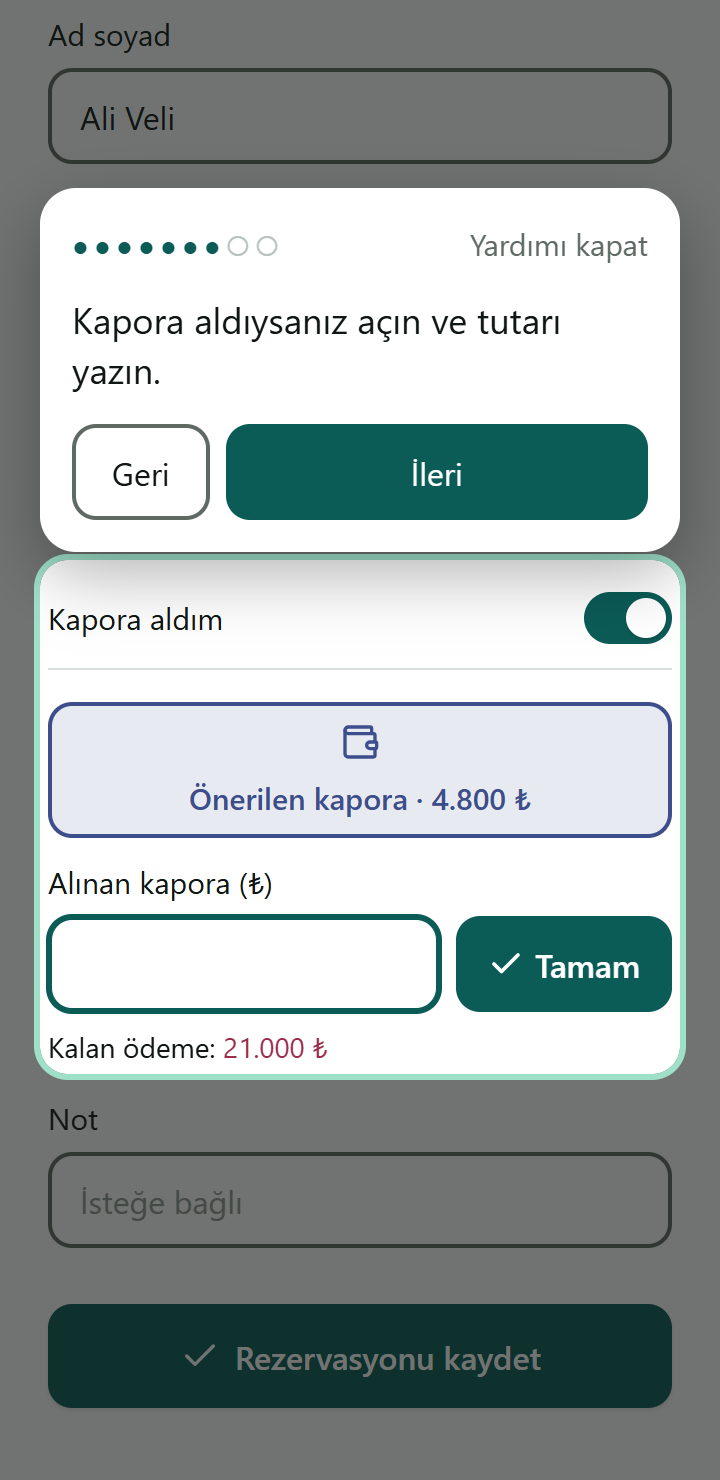 Ad soyad
Ali Veli
Yardımı kapat
Kapora aldıysanız açın ve tutarı
yazın.
Geri
İleri
Kapora aldım
Önerilen kapora · 4.800 ₺
Alınan kapora (₺)
Tamam
Kalan ödeme: 21.000 ₺
Not
İsteğe bağlı
Rezervasyonu kaydet